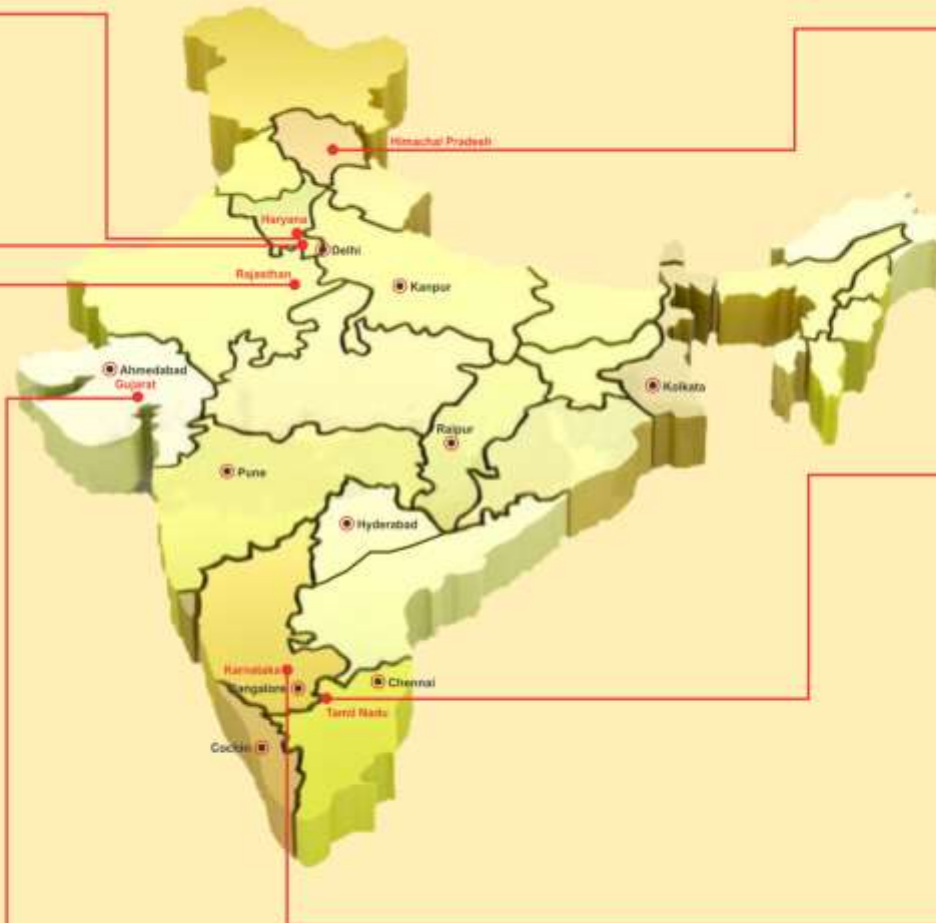 Himachal Pradesh
Haryana
Delhi
Rajasthan
Kanpur
Ahmedabad
Gujarat
Kolkata
Raipur
Pune
Hyderabad
Karnataka
Bangalore
Chennai
Tamil Nadu
Cochin